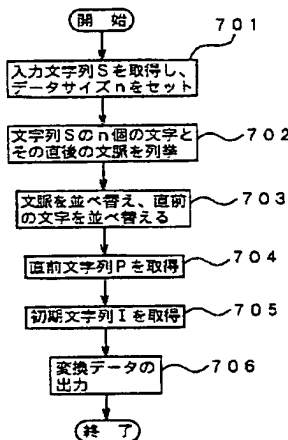 開始
701
入力文字列Sを取得し、
データサイズnをセット
702
文字列Sのn個の文字と
その直後の文脈を列挙
703
文脈を並べ替え、直前
の文字を並べ替える
704
直前文字列Pを取得
705
初期文字列Iを取得
706
変換データの
出力
終了